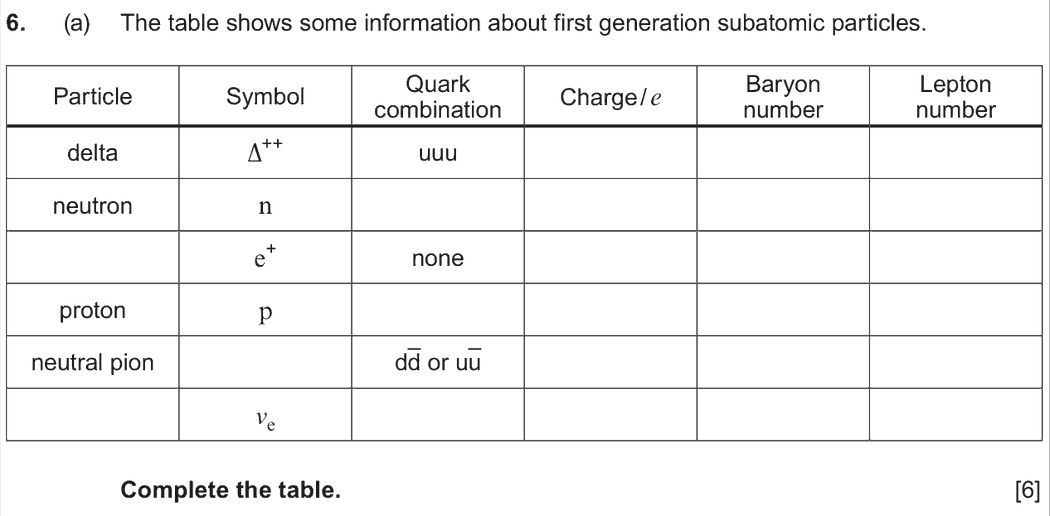 6. (a) The table shows some information about first generation subatomic particles.
Particle Symbol Quark combination Charge/e Baryon number Lepton number
delta Δ⁺⁺ uuu
neutron n
e⁺ none
proton p
neutral pion dd̅ or uu̅
νₑ
Complete the table. [6]